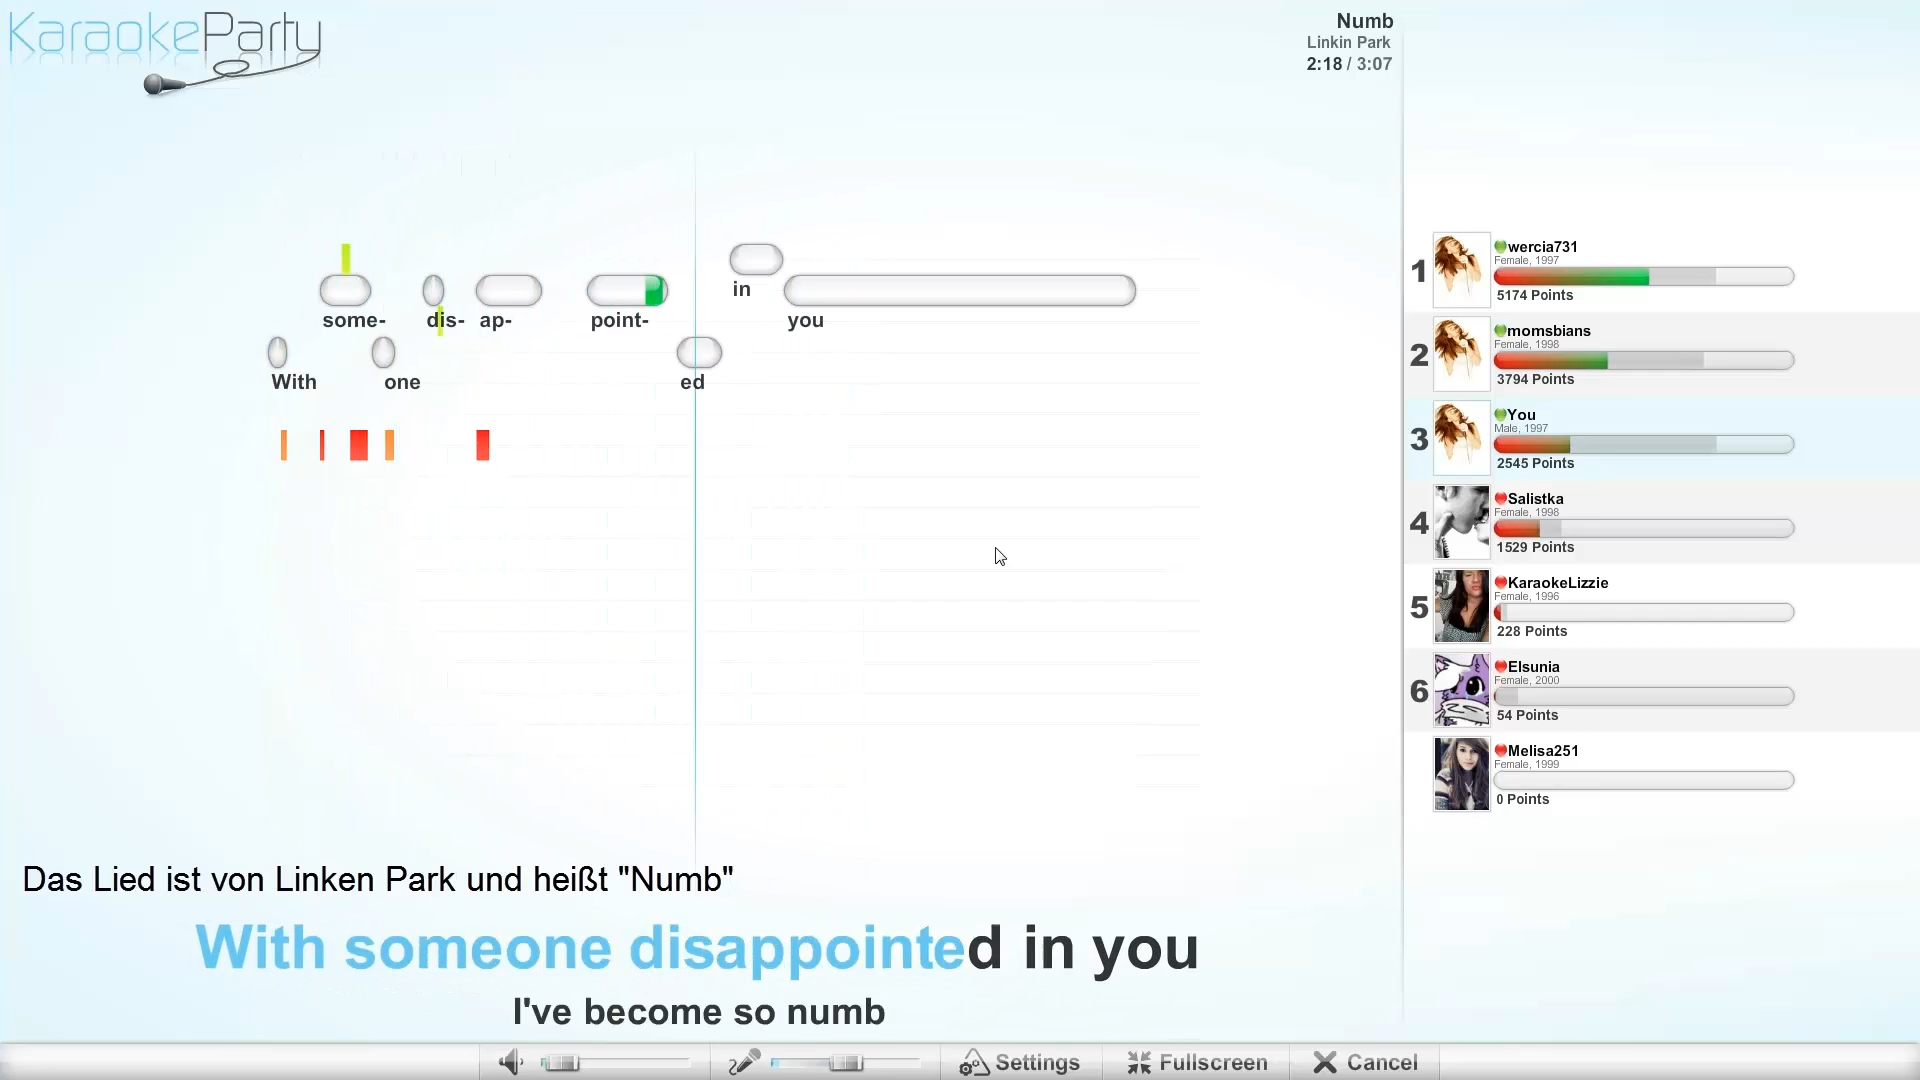 KaraokeParty
Numb
Linkin Park
2:18 / 3:07
in
some- dis- ap- point- you
With one ed
1 wercia731
Female, 1997
5174 Points
2 momsbians
Female, 1998
3794 Points
3 You
Male, 1997
2545 Points
4 Salistka
Female, 1998
1529 Points
5 KaraokeLizzie
Female, 1996
228 Points
6 Elsunia
Female, 2000
54 Points
Melisa251
Female, 1999
0 Points
Das Lied ist von Linken Park und heißt "Numb"
With someone disappointed in you
I've become so numb
Settings Fullscreen Cancel